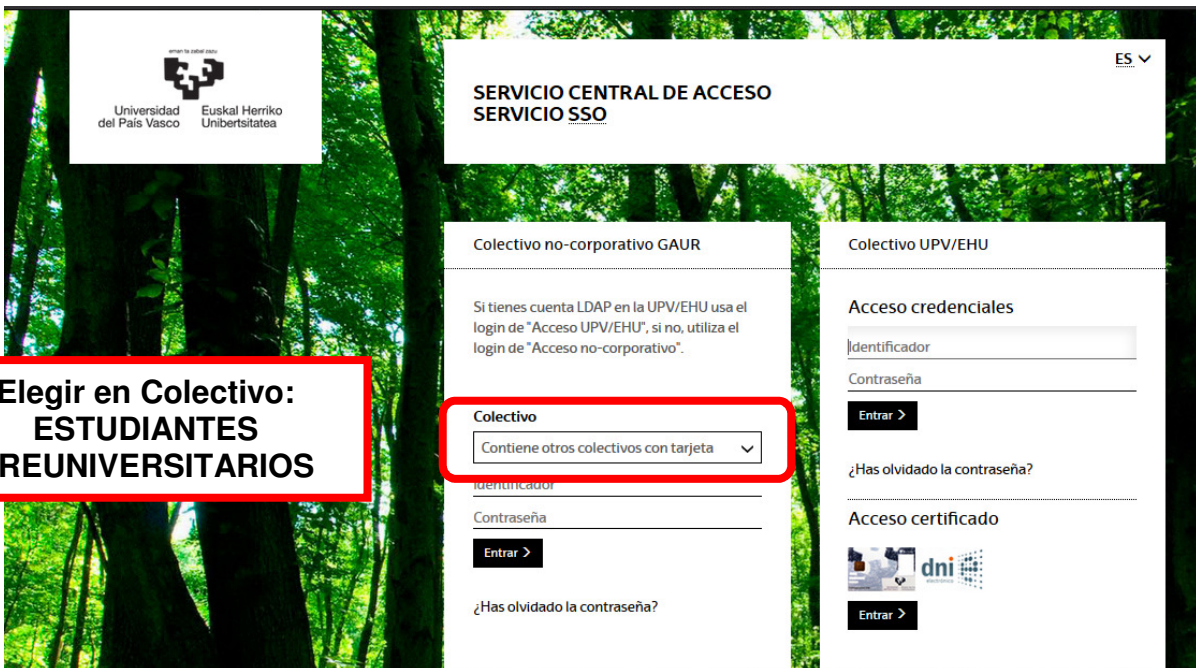 eman ta zabal zazu
Universidad
del País Vasco
Euskal Herriko
Unibertsitatea
ES
SERVICIO CENTRAL DE ACCESO
SERVICIO SSO
Colectivo no-corporativo GAUR
Si tienes cuenta LDAP en la UPV/EHU usa el
login de "Acceso UPV/EHU", si no, utiliza el
login de "Acceso no-corporativo".
Elegir en Colectivo:
ESTUDIANTES
REUNIVERSITARIOS
Colectivo
Contiene otros colectivos con tarjeta
Identificador
Contraseña
Entrar >
¿Has olvidado la contraseña?
Colectivo UPV/EHU
Acceso credenciales
Identificador
Contraseña
Entrar >
¿Has olvidado la contraseña?
Acceso certificado
dni
Entrar >